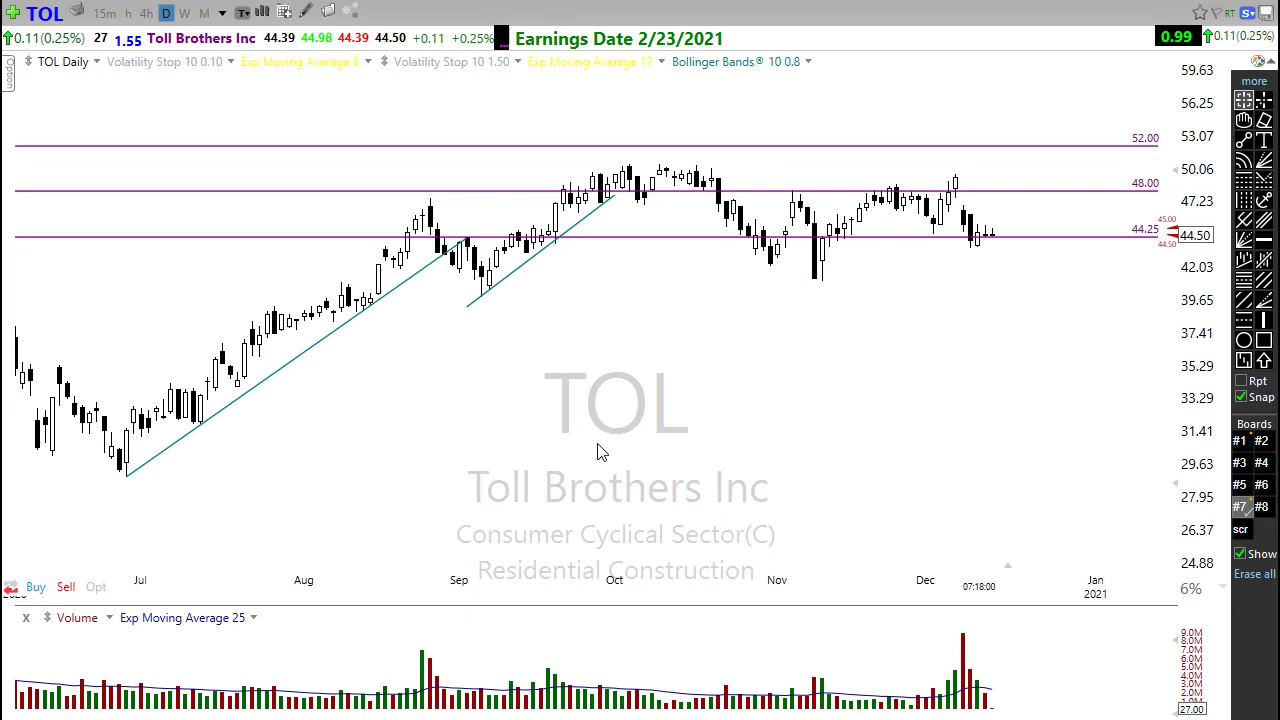 TOL 15m h 4h D W M T RT S
0.11(0.25%) 27 1.55 Toll Brothers Inc 44.39 44.98 44.39 44.50 +0.11 +0.25% Earnings Date 2/23/2021 0.99 0.11(0.25%)
Option
TOL Daily Volatility Stop 10 0.10 Exp Moving Average 8 Volatility Stop 10 1.50 Exp Moving Average 17 Bollinger Bands® 10 0.8
59.63
more
56.25
52.00
53.07
50.06
48.00
47.23
45.00
44.25
44.50
44.50
42.03
39.65
37.41
35.29
Rpt
33.29
Snap
TOL
31.41
Boards
#1 #2
29.63
#3 #4
Toll Brothers Inc
27.95
#5 #6
#7 #8
Consumer Cyclical Sector(C)
26.37
scr
Show
24.88
Residential Construction
Erase all
Buy Sell Opt
Jul Aug Sep Oct Nov Dec Jan
2021
07:18:00
6%
X Volume Exp Moving Average 25
9.0M
8.0M
7.0M
6.0M
5.0M
4.0M
3.0M
2.0M
27.00